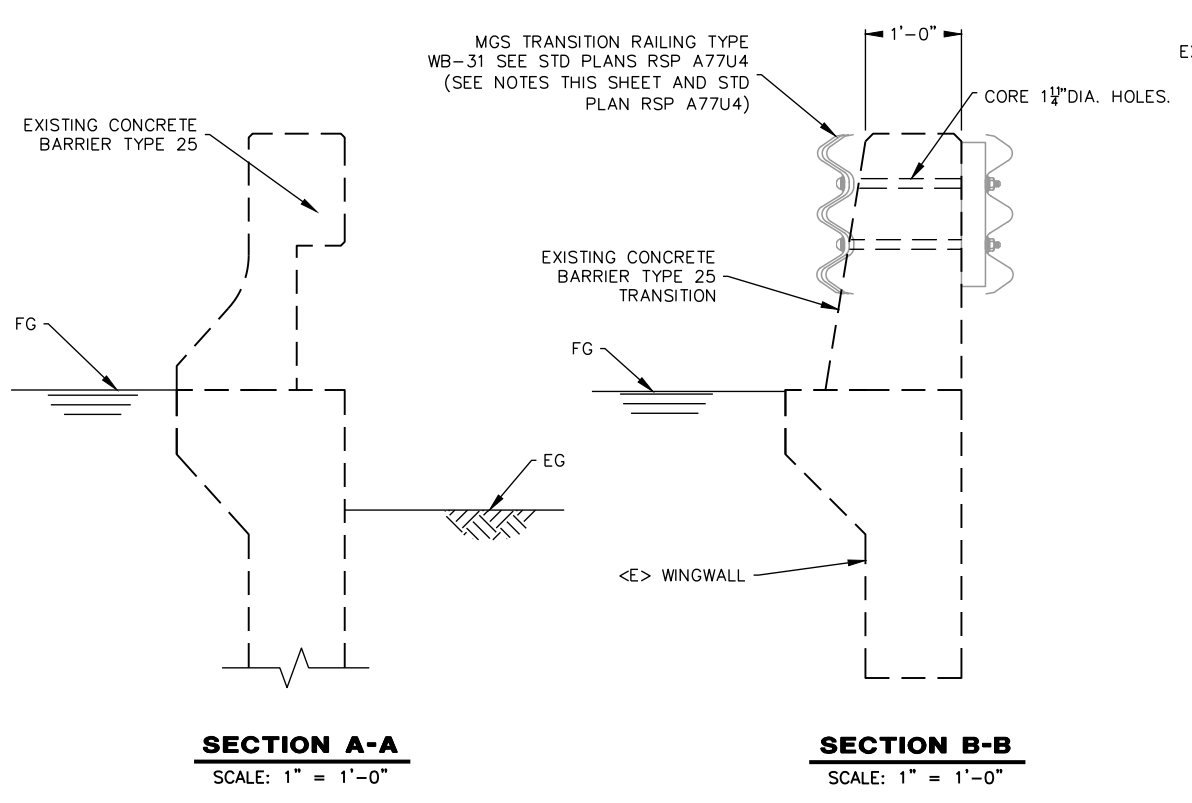 MGS TRANSITION RAILING TYPE
WB-31 SEE STD PLANS RSP A77U4
(SEE NOTES THIS SHEET AND STD
PLAN RSP A77U4)
1'-0"
CORE 1 1/4" DIA. HOLES.
EXISTING CONCRETE
BARRIER TYPE 25
EXISTING CONCRETE
BARRIER TYPE 25
TRANSITION
FG
FG
EG
<E> WINGWALL
SECTION A-A
SCALE: 1" = 1'-0"
SECTION B-B
SCALE: 1" = 1'-0"